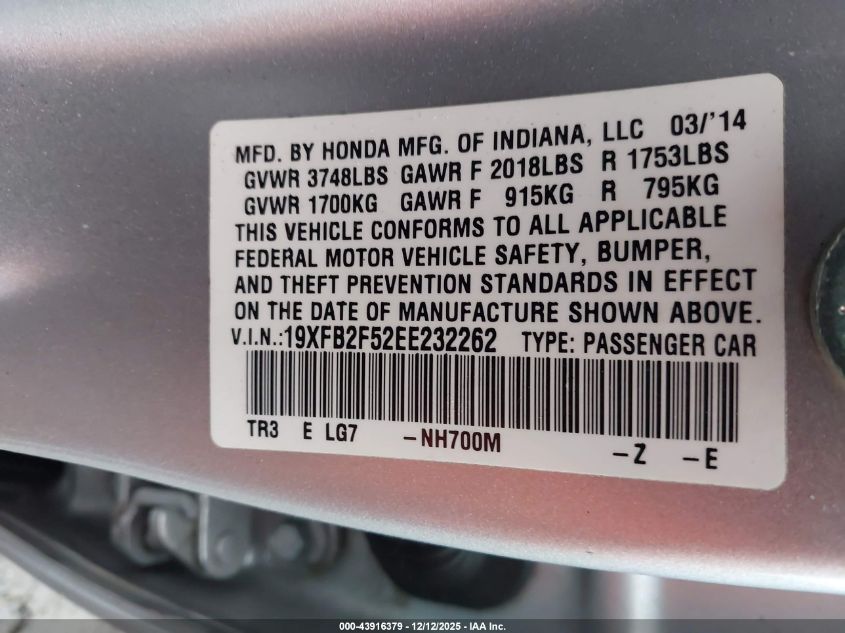 MFD. BY HONDA MFG. OF INDIANA, LLC 03/'14
GVWR 3748LBS GAWR F 2018LBS R 1753LBS
GVWR 1700KG GAWR F 915KG R 795KG
THIS VEHICLE CONFORMS TO ALL APPLICABLE
FEDERAL MOTOR VEHICLE SAFETY, BUMPER,
AND THEFT PREVENTION STANDARDS IN EFFECT
ON THE DATE OF MANUFACTURE SHOWN ABOVE.
V.I.N.:19XFB2F52EE232262 TYPE: PASSENGER CAR
TR3 E LG7 –NH700M –Z –E
000-43916379 - 12/12/2025 - IAA Inc.